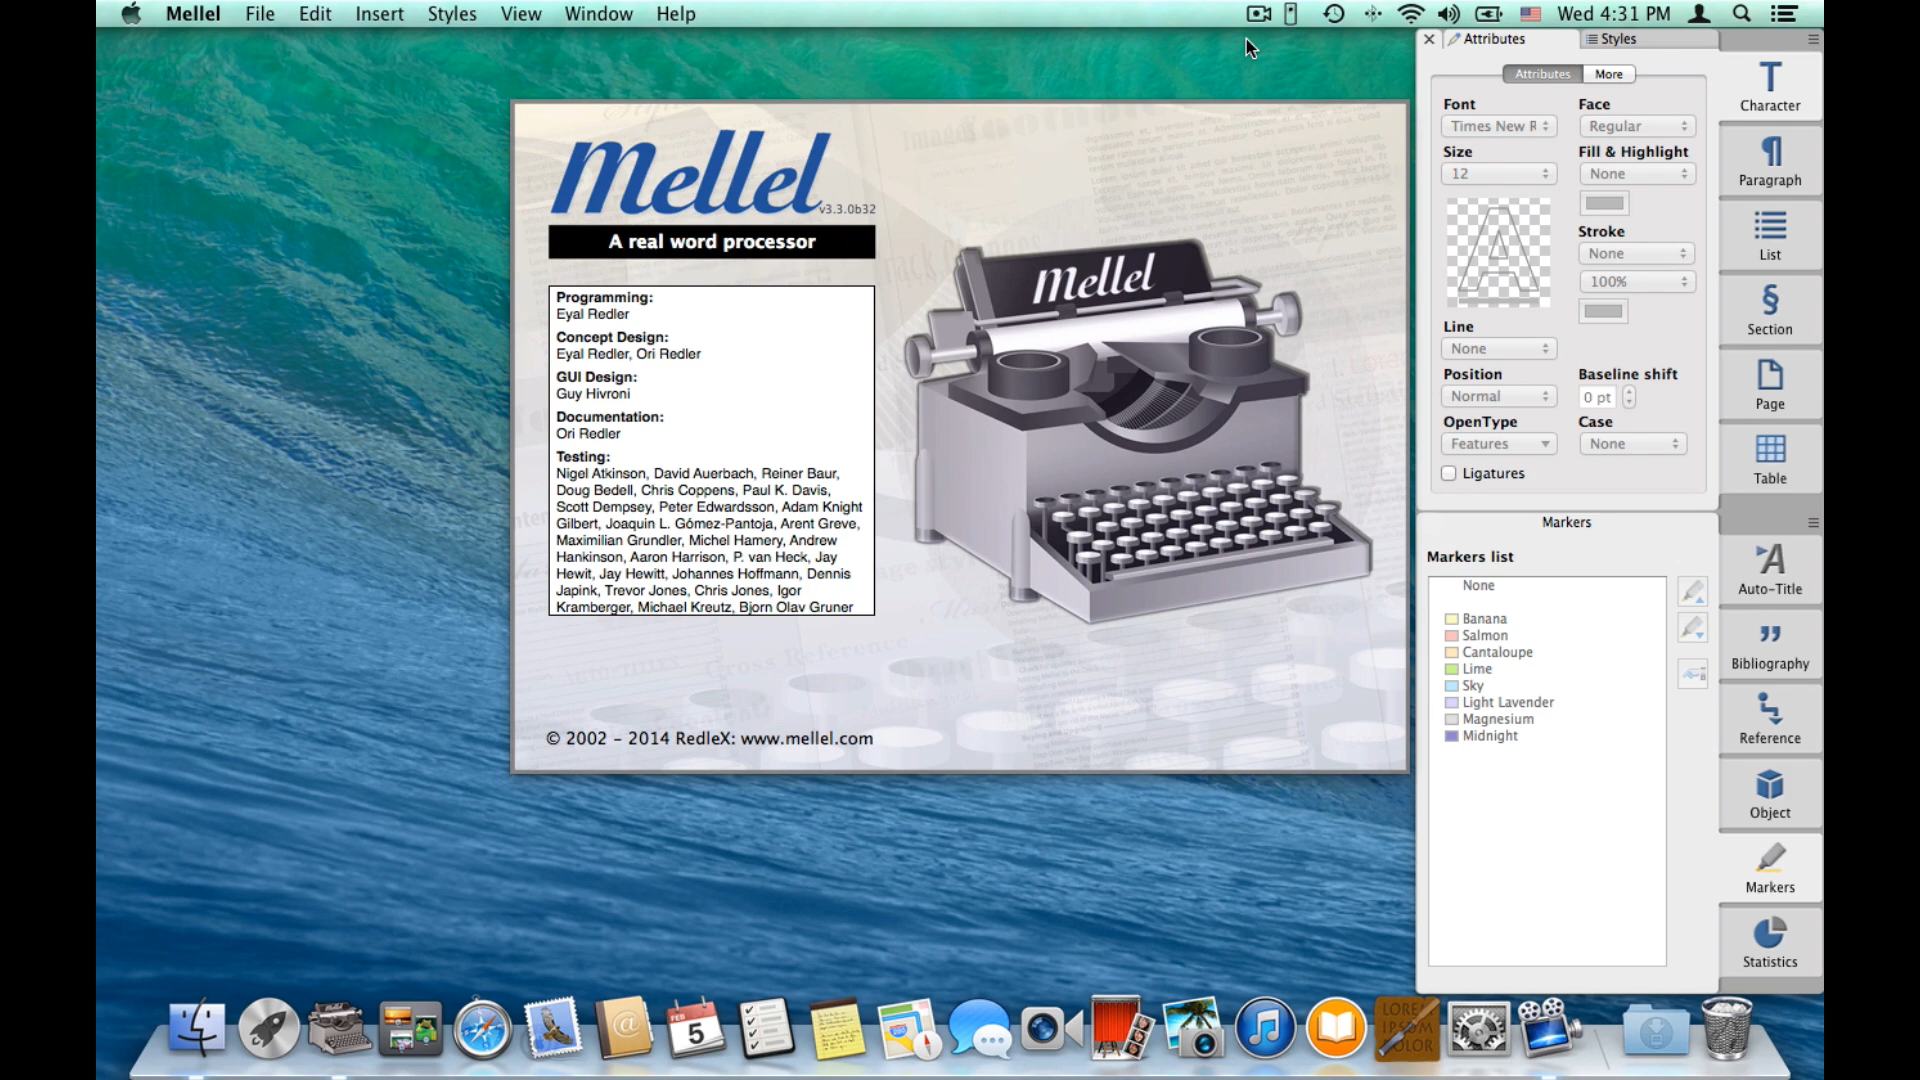 Mellel File Edit Insert Styles View Window Help
Wed 4:31 PM
Mellel
v3.3.0b32
A real word processor
Programming:
Eyal Redler
Concept Design:
Eyal Redler, Ori Redler
GUI Design:
Guy Hivroni
Documentation:
Ori Redler
Testing:
Nigel Atkinson, David Auerbach, Reiner Baur,
Doug Bedell, Chris Coppens, Paul K. Davis,
Scott Dempsey, Peter Edwardsson, Adam Knight
Gilbert, Joaquin L. Gómez-Pantoja, Arent Greve,
Maximilian Grundler, Michel Hamery, Andrew
Hankinson, Aaron Harrison, P. van Heck, Jay
Hewit, Jay Hewitt, Johannes Hoffmann, Dennis
Japink, Trevor Jones, Chris Jones, Igor
Kramberger, Michael Kreutz, Bjorn Olav Gruner
© 2002 - 2014 RedleX: www.mellel.com
Mellel
Attributes
Styles
Attributes
More
Font
Face
Times New R
Regular
Size
Fill & Highlight
12
None
Stroke
None
100%
Line
None
Position
Baseline shift
Normal
0 pt
OpenType
Case
Features
None
Ligatures
Markers
Markers list
None
Banana
Salmon
Cantaloupe
Lime
Sky
Light Lavender
Magnesium
Midnight
Character
Paragraph
List
Section
Page
Table
Auto-Title
Bibliography
Reference
Object
Markers
Statistics
FEB
5
LOREM
IPSUM
DOLOR